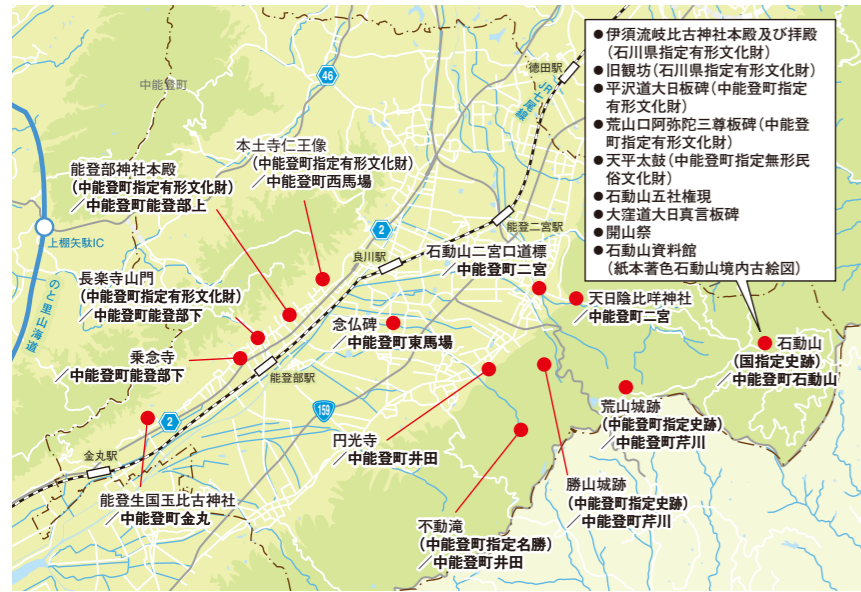 ●伊須流岐比古神社本殿及び拝殿
（石川県指定有形文化財）
●旧観坊（石川県指定有形文化財）
●平沢道大日板碑（中能登町指定
有形文化財）
●荒山口阿弥陀三尊板碑（中能登
町指定有形文化財）
●天平太鼓（中能登町指定無形民
俗文化財）
●石動山五社権現
●大窪道大日真言板碑
●開山祭
●石動山資料館
（紙本著色石動山境内古絵図）
徳田駅
JR七尾線
46
中能登町
本土寺仁王像
（中能登町指定有形文化財）
／中能登町西馬場
能登部神社本殿
（中能登町指定有形文化財）
／中能登町能登部上
2
能登二宮駅
上棚矢駄IC
良川駅
石動山二宮口道標
／中能登町二宮
長楽寺山門
（中能登町指定有形文化財）
／中能登町能登部下
のと里山海道
天日陰比咩神社
／中能登町二宮
念仏碑
／中能登町東馬場
石動山
（国指定史跡）
／中能登町石動山
乗念寺
／中能登町能登部下
能登部駅
荒山城跡
（中能登町指定史跡）
／中能登町芹川
159
2
円光寺
／中能登町井田
金丸駅
勝山城跡
（中能登町指定史跡）
／中能登町芹川
能登生国玉比古神社
／中能登町金丸
不動滝
（中能登町指定名勝）
／中能登町井田